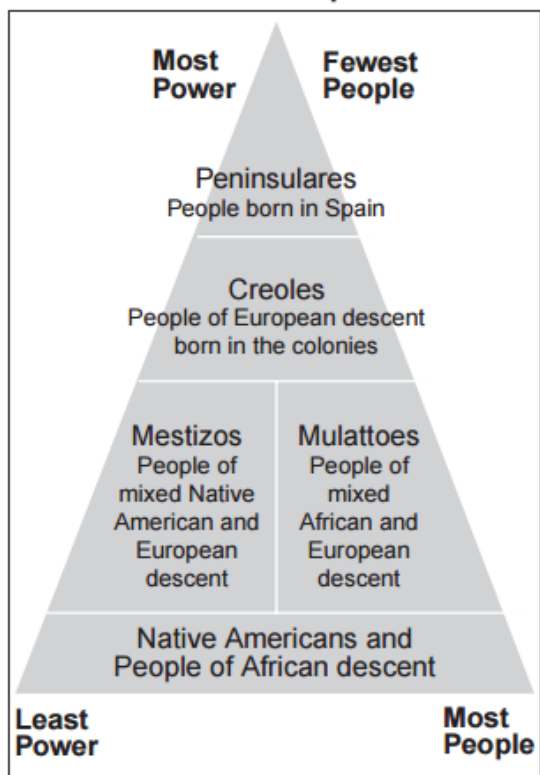 Most
Power
Fewest
People
Peninsulares
People born in Spain
Creoles
People of European descent
born in the colonies
Mestizos
People of
mixed Native
American and
European
descent
Mulattoes
People of
mixed
African and
European
descent
Native Americans and
People of African descent
Least
Power
Most
People